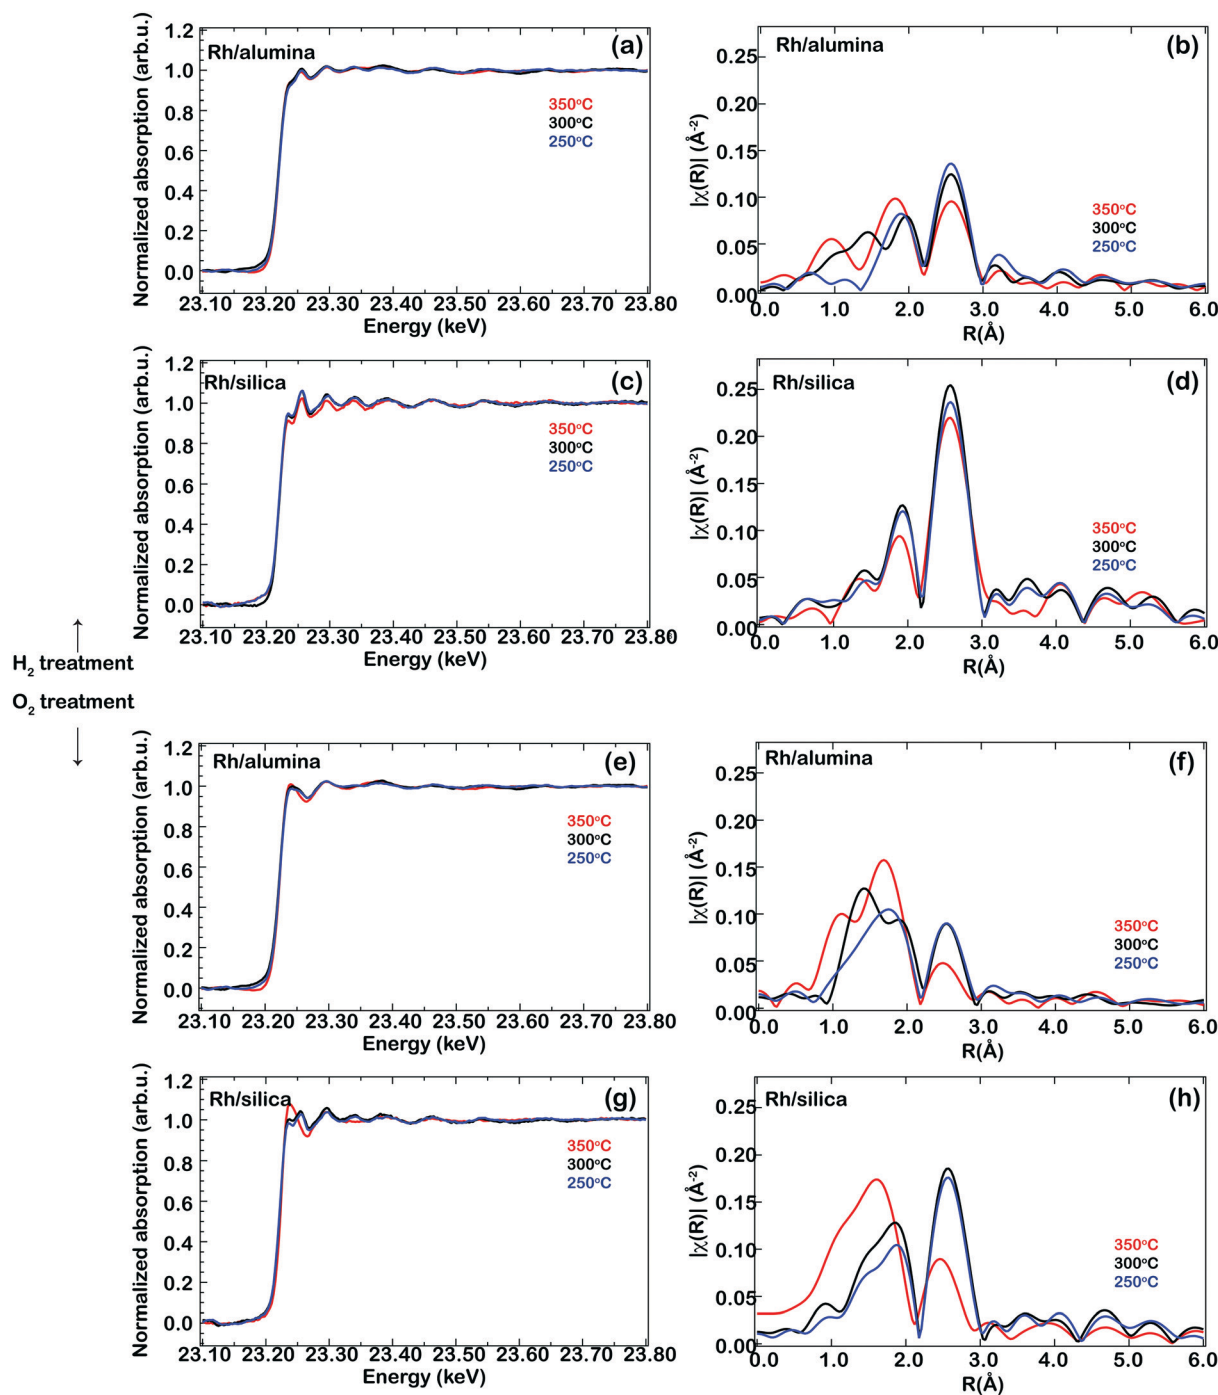 Normalized absorption (arb.u.)
1.2
1.0
0.8
0.6
0.4
0.2
0.0
Rh/alumina
(a)
350°C
300°C
250°C
23.10 23.20 23.30 23.40 23.50 23.60 23.70 23.80
Energy (keV)
|χ(R)| (Å⁻²)
0.25
0.20
0.15
0.10
0.05
0.00
Rh/alumina
(b)
350°C
300°C
250°C
0.0 1.0 2.0 3.0 4.0 5.0 6.0
R(Å)
Normalized absorption (arb.u.)
1.2
1.0
0.8
0.6
0.4
0.2
0.0
Rh/silica
(c)
350°C
300°C
250°C
23.10 23.20 23.30 23.40 23.50 23.60 23.70 23.80
Energy (keV)
|χ(R)| (Å⁻²)
0.25
0.20
0.15
0.10
0.05
0.00
Rh/silica
(d)
350°C
300°C
250°C
0.0 1.0 2.0 3.0 4.0 5.0 6.0
R(Å)
H₂ treatment
O₂ treatment
Normalized absorption (arb.u.)
1.2
1.0
0.8
0.6
0.4
0.2
0.0
Rh/alumina
(e)
350°C
300°C
250°C
23.10 23.20 23.30 23.40 23.50 23.60 23.70 23.80
Energy (keV)
|χ(R)| (Å⁻²)
0.25
0.20
0.15
0.10
0.05
0.00
Rh/alumina
(f)
350°C
300°C
250°C
0.0 1.0 2.0 3.0 4.0 5.0 6.0
R(Å)
Normalized absorption (arb.u.)
1.2
1.0
0.8
0.6
0.4
0.2
0.0
Rh/silica
(g)
350°C
300°C
250°C
23.10 23.20 23.30 23.40 23.50 23.60 23.70 23.80
Energy (keV)
|χ(R)| (Å⁻²)
0.25
0.20
0.15
0.10
0.05
0.00
Rh/silica
(h)
350°C
300°C
250°C
0.0 1.0 2.0 3.0 4.0 5.0 6.0
R(Å)